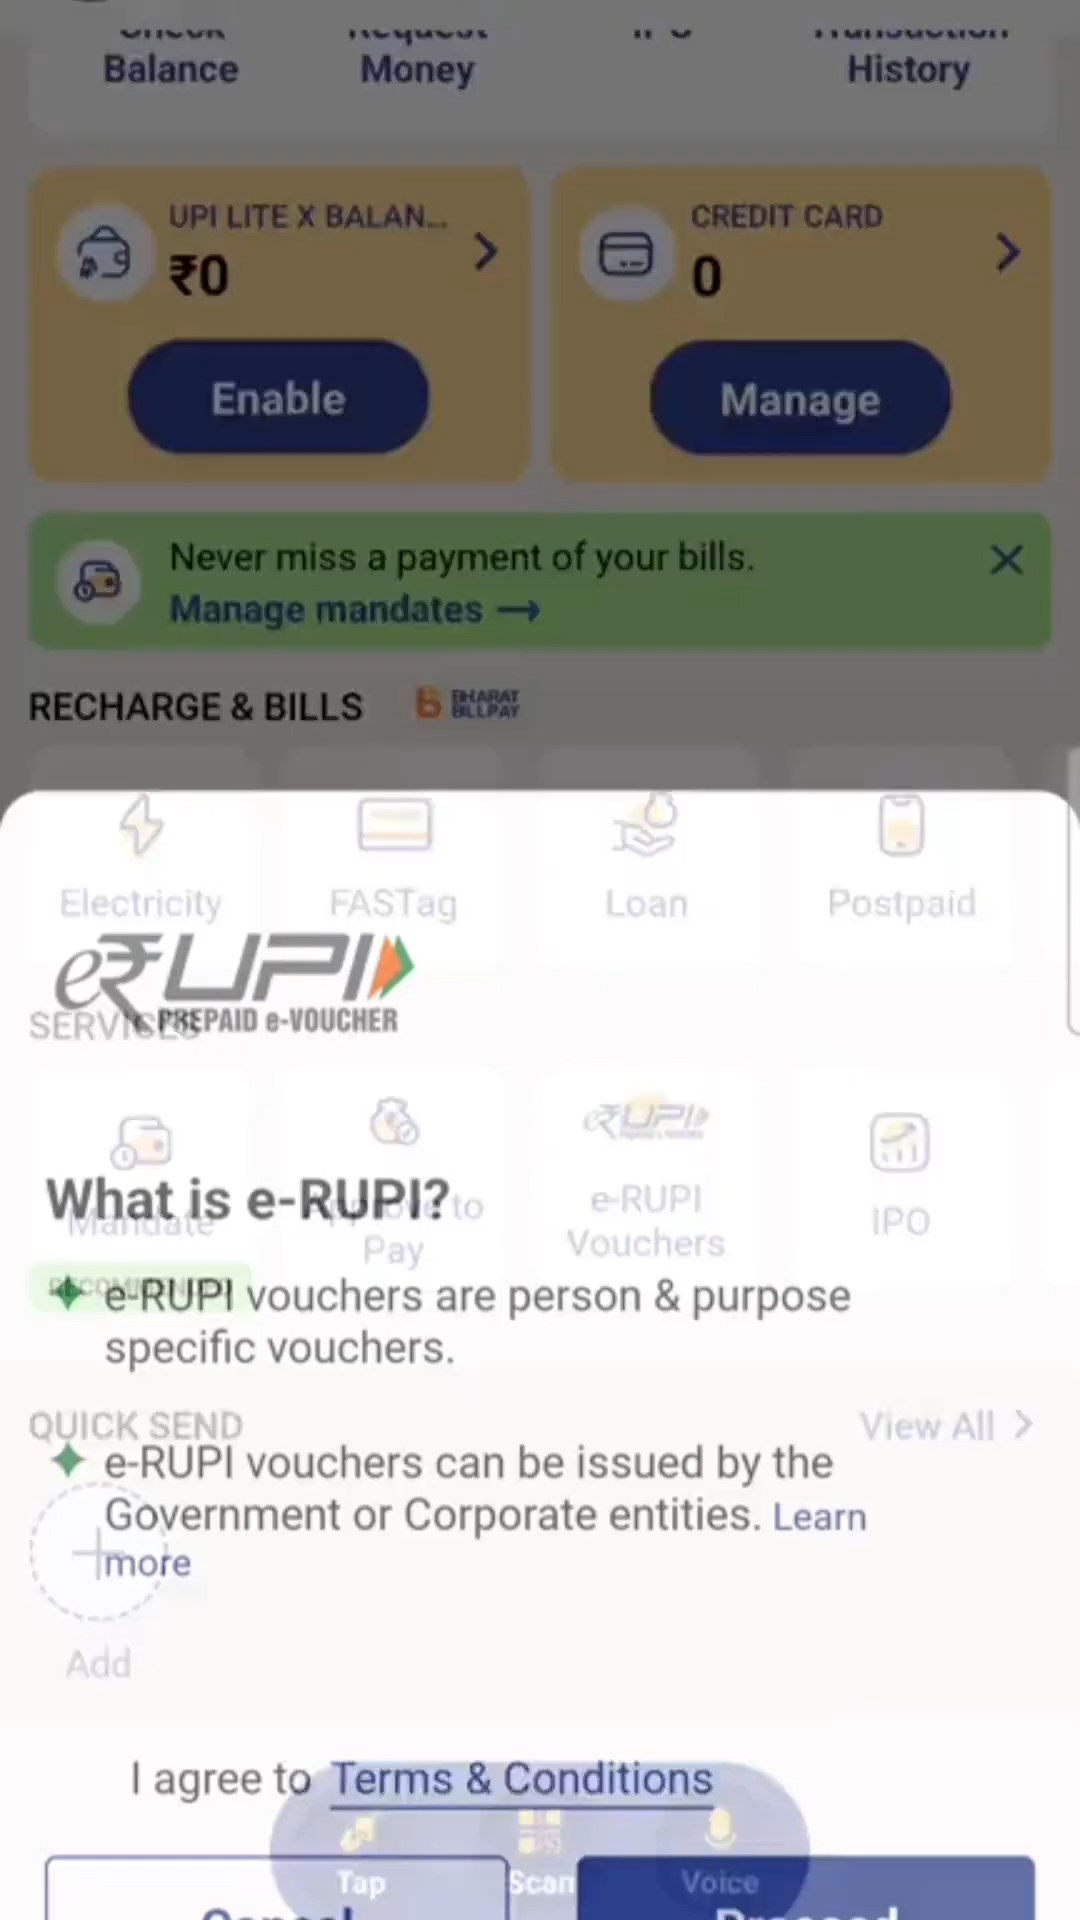 Check Request IPO Transaction
Balance Money History
UPI LITE X BALAN... CREDIT CARD
₹0 0
Enable Manage
Never miss a payment of your bills.
Manage mandates →
RECHARGE & BILLS BHARAT BILLPAY
Electricity FASTag Loan Postpaid
e₹UPI
PREPAID e-VOUCHER
SERVICES
e₹UPI
What is e-RUPI?
Mandate Approve to Pay e-RUPI Vouchers IPO
RECOMMENDED
e-RUPI vouchers are person & purpose
specific vouchers.
QUICK SEND View All
e-RUPI vouchers can be issued by the
Government or Corporate entities. Learn
more
Add
I agree to Terms & Conditions
Tap Scan Voice
Cancel Proceed